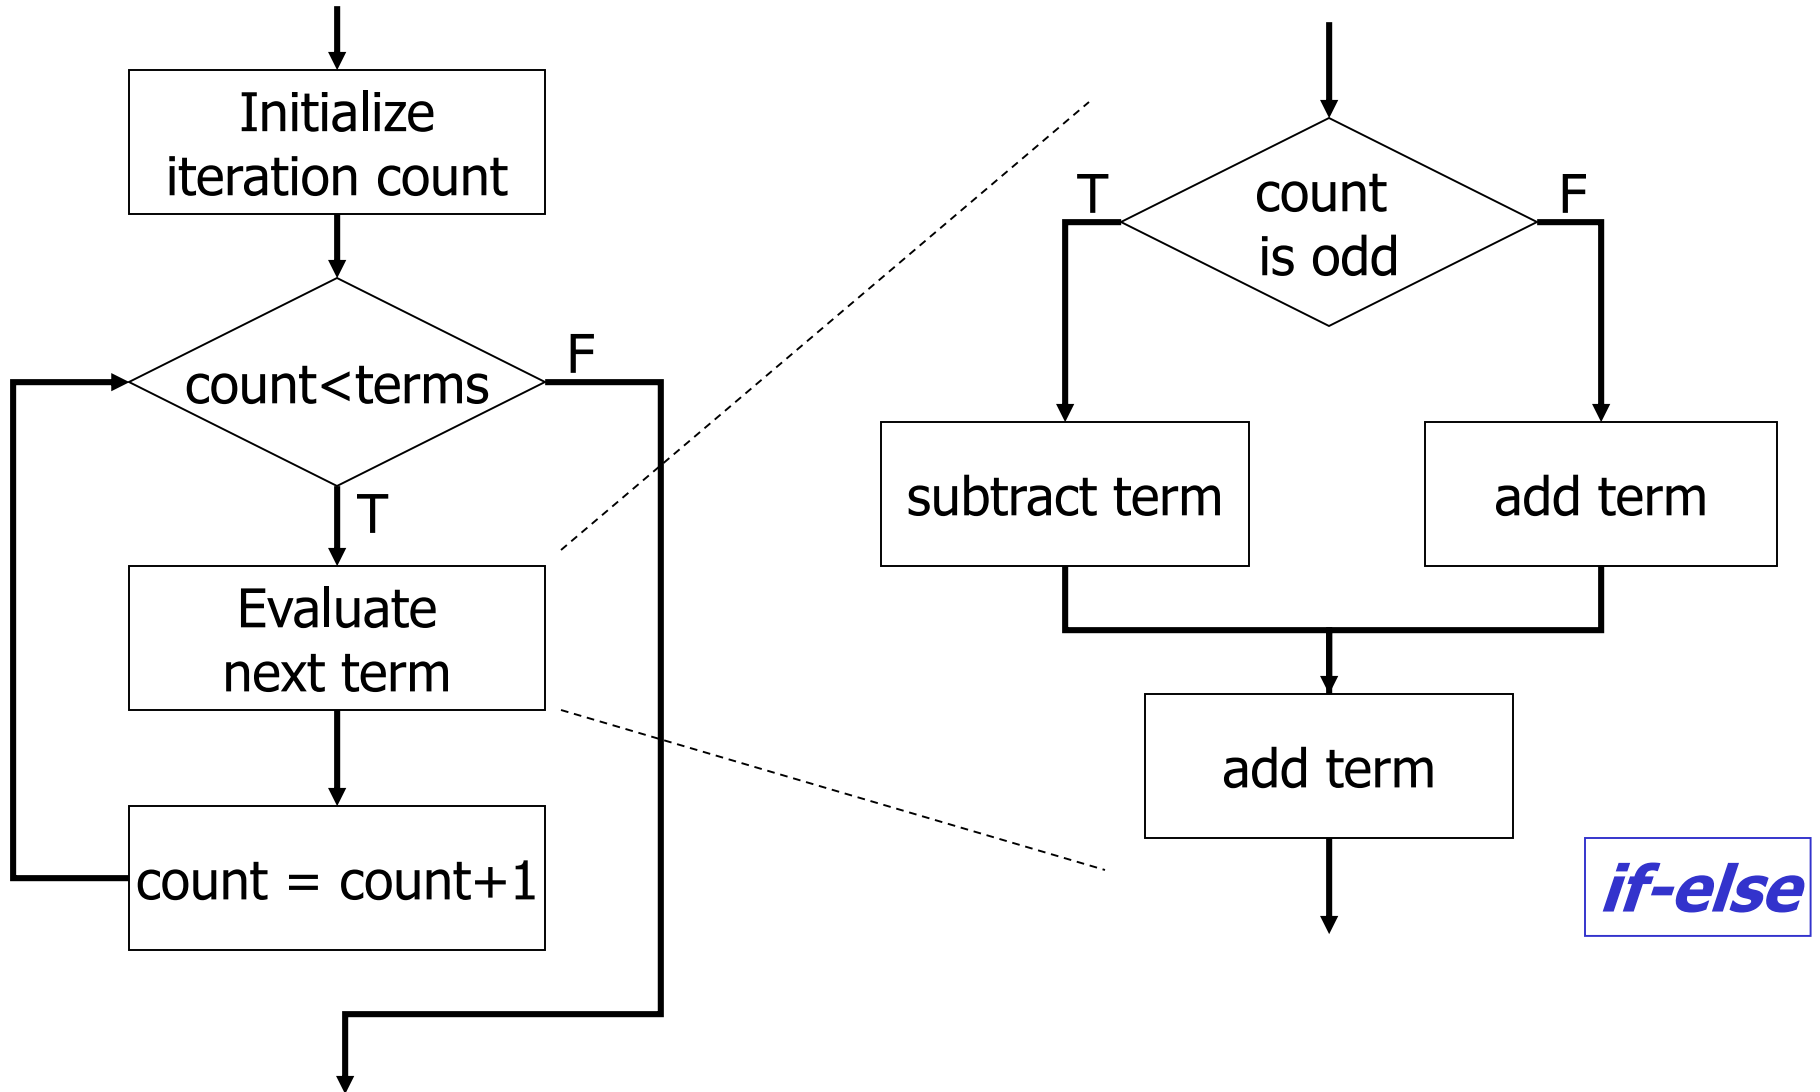 Initialize
iteration count
count<terms
F
T
Evaluate
next term
count = count+1
count
is odd
T
F
subtract term
add term
add term
if-else